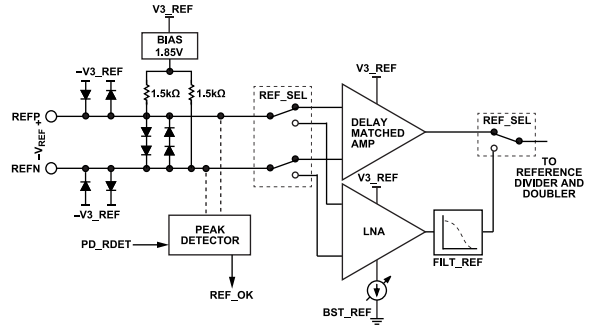 V3_REF
BIAS
1.85V
–V3_REF
1.5kΩ
1.5kΩ
REF_SEL
V3_REF
REFP
+
VREF
–
REFN
DELAY
MATCHED
AMP
REF_SEL
TO
REFERENCE
DIVIDER AND
DOUBLER
–V3_REF
V3_REF
PD_RDET
PEAK
DETECTOR
LNA
FILT_REF
REF_OK
BST_REF